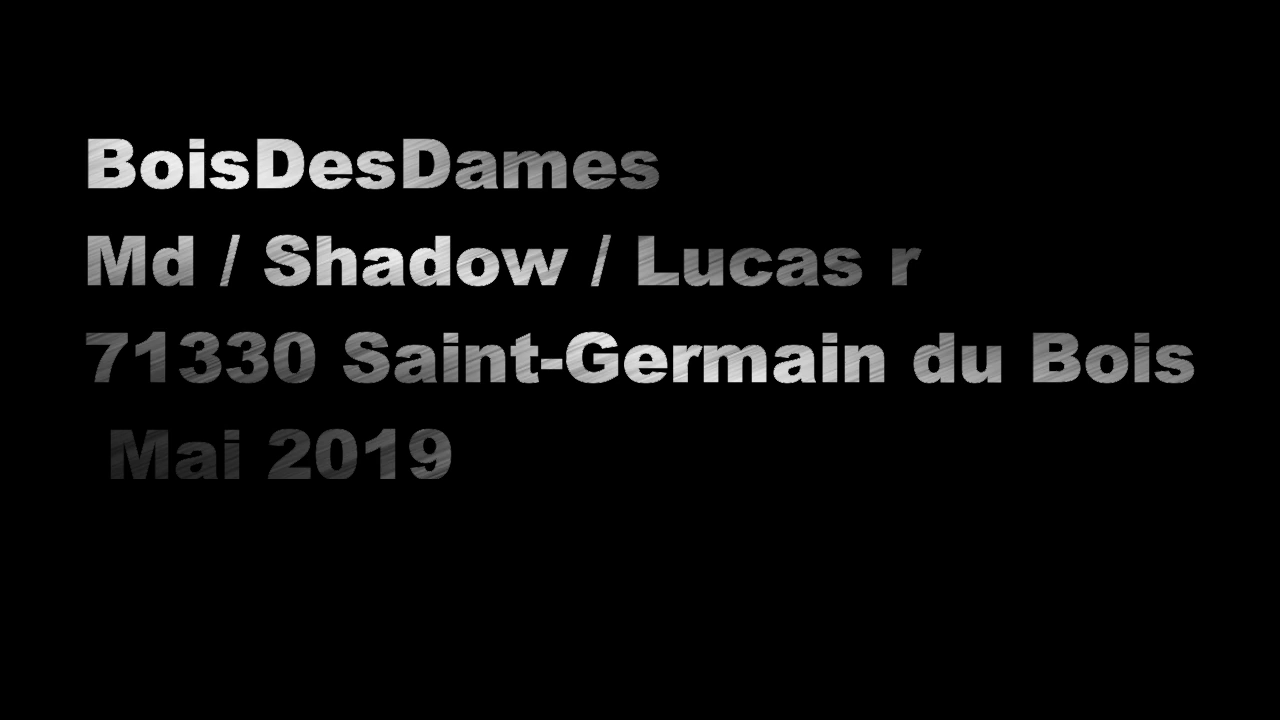 BoisDesDames
Md / Shadow / Lucas r
71330 Saint-Germain du Bois
Mai 2019